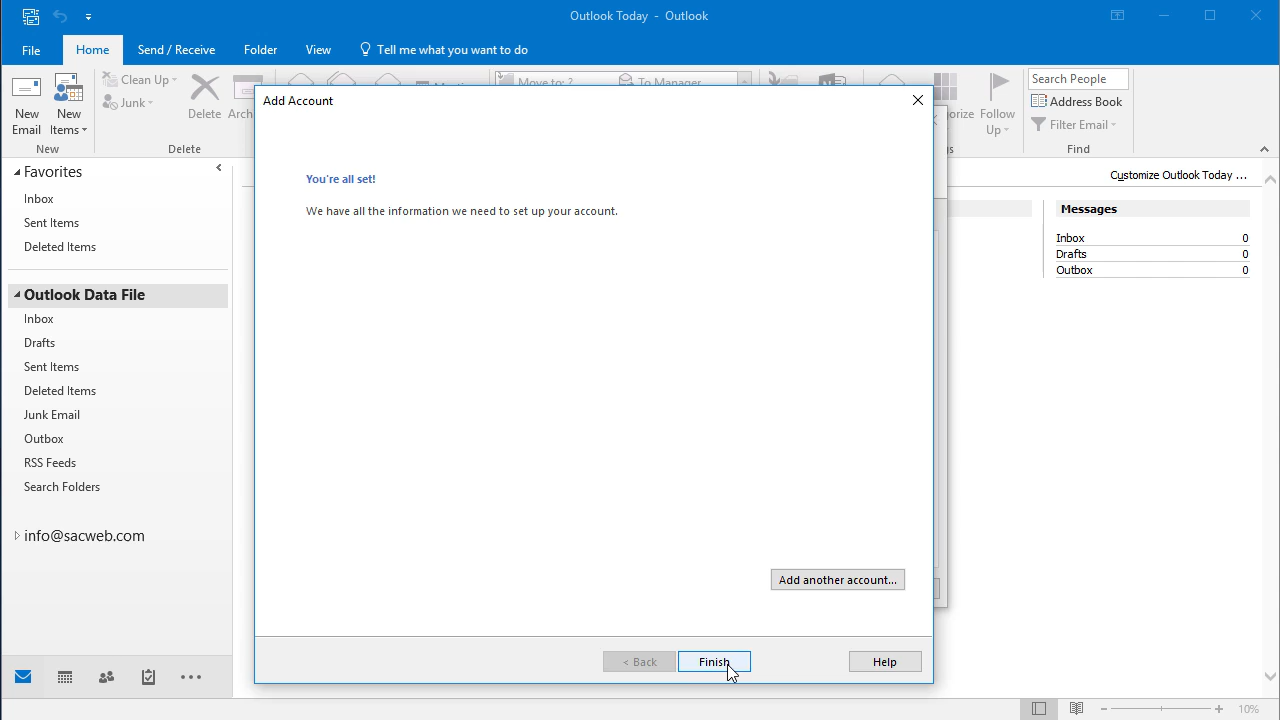 Outlook Today - Outlook
File
Home
Send / Receive
Folder
View
Tell me what you want to do
New Email
New Items
New
Clean Up
Junk
Delete
Delete
Move to: ?
To Manager
Follow Up
Search People
Address Book
Filter Email
Find
Add Account
You're all set!
We have all the information we need to set up your account.
Add another account...
< Back
Finish
Help
Favorites
Inbox
Sent Items
Deleted Items
Outlook Data File
Inbox
Drafts
Sent Items
Deleted Items
Junk Email
Outbox
RSS Feeds
Search Folders
info@sacweb.com
Customize Outlook Today ...
Messages
Inbox 0
Drafts 0
Outbox 0
10%